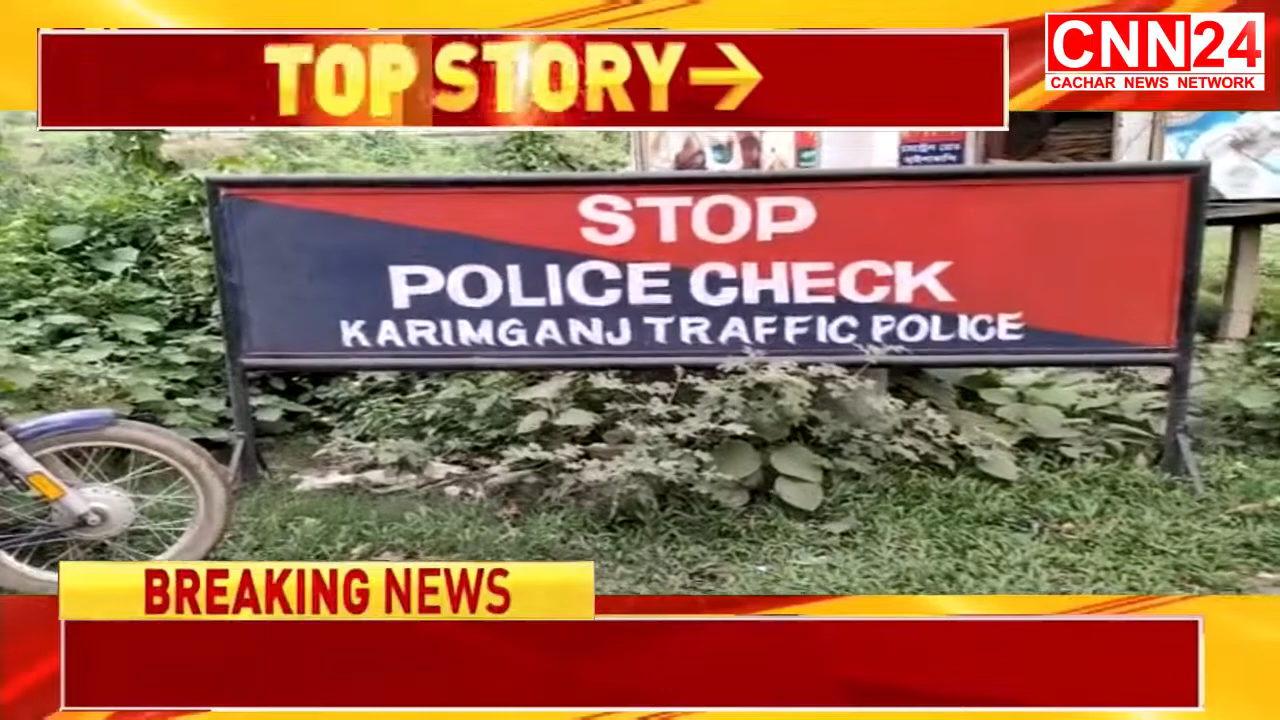 TOP STORY→
CNN24
CACHAR NEWS NETWORK
STOP
POLICE CHECK
KARIMGANJ TRAFFIC POLICE
BREAKING NEWS